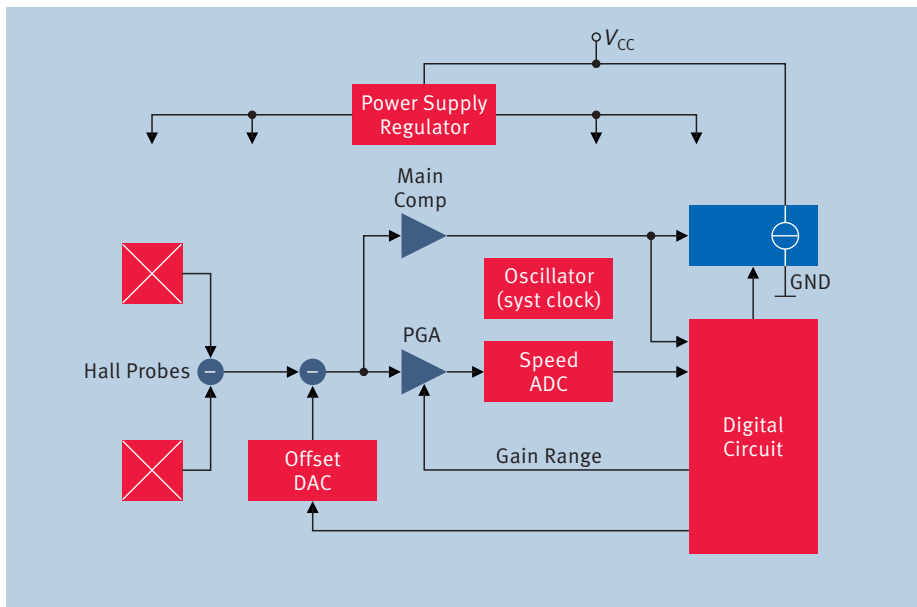 VCC
Power Supply
Regulator
Main
Comp
Oscillator
(syst clock)
GND
PGA
Hall Probes
–
–
Speed
ADC
Digital
Circuit
Offset
DAC
Gain Range